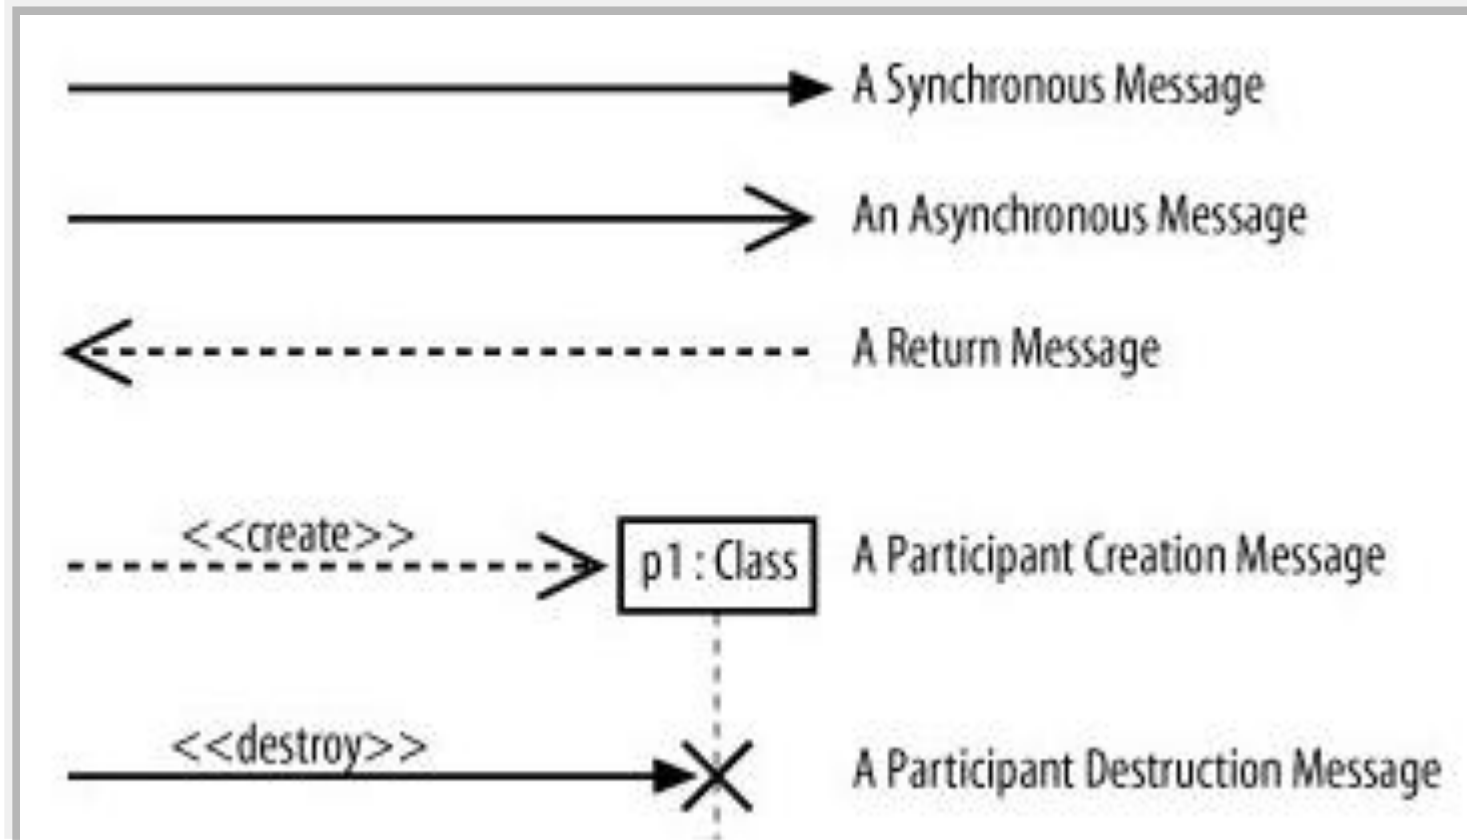 A Synchronous Message
An Asynchronous Message
A Return Message
<<create>>
p1 : Class
A Participant Creation Message
<<destroy>>
A Participant Destruction Message